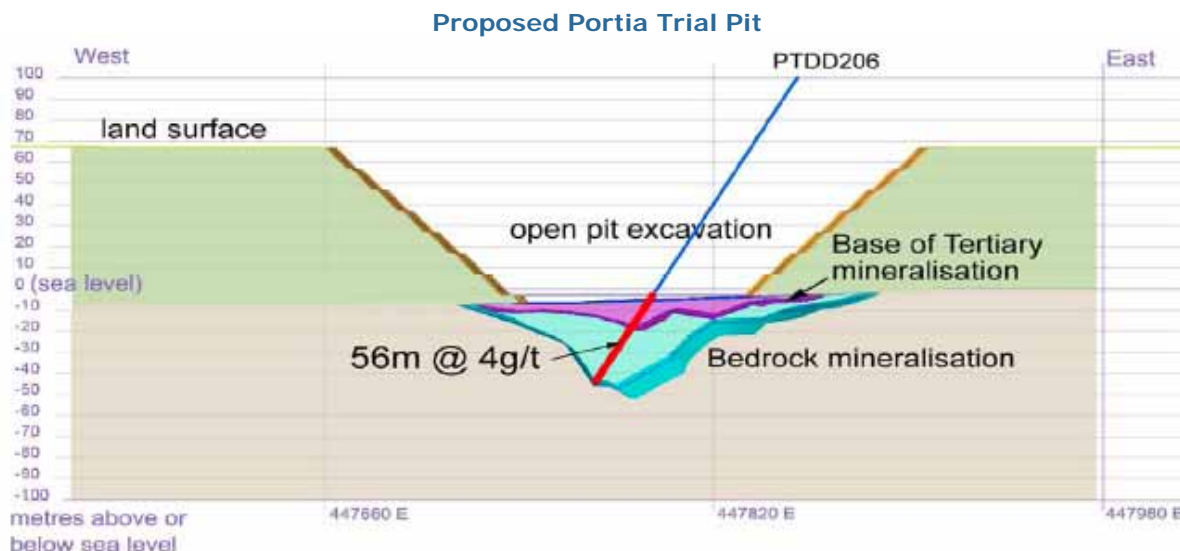 Proposed Portia Trial Pit
West
East
PTDD206
100
90
80
70
60
50
40
30
20
10
0 (sea level)
-10
-20
-30
-40
-50
-60
-70
-80
-90
-100
land surface
open pit excavation
Base of Tertiary
mineralisation
56m @ 4g/t
Bedrock mineralisation
metres above or
below sea level
447660 E
447820 E
447980 E